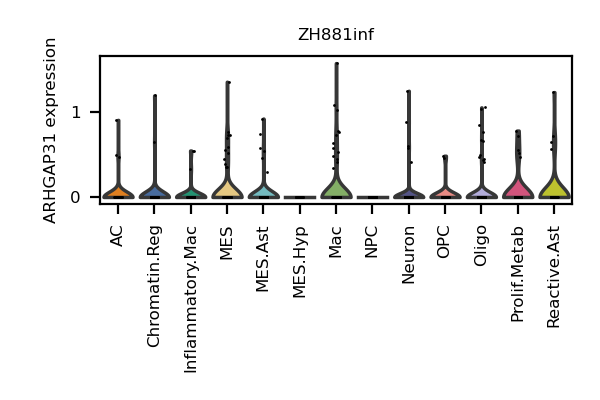 ZH881inf
ARHGAP31 expression
1
0
AC
Chromatin.Reg
Inflammatory.Mac
MES
MES.Ast
MES.Hyp
Mac
NPC
Neuron
OPC
Oligo
Prolif.Metab
Reactive.Ast